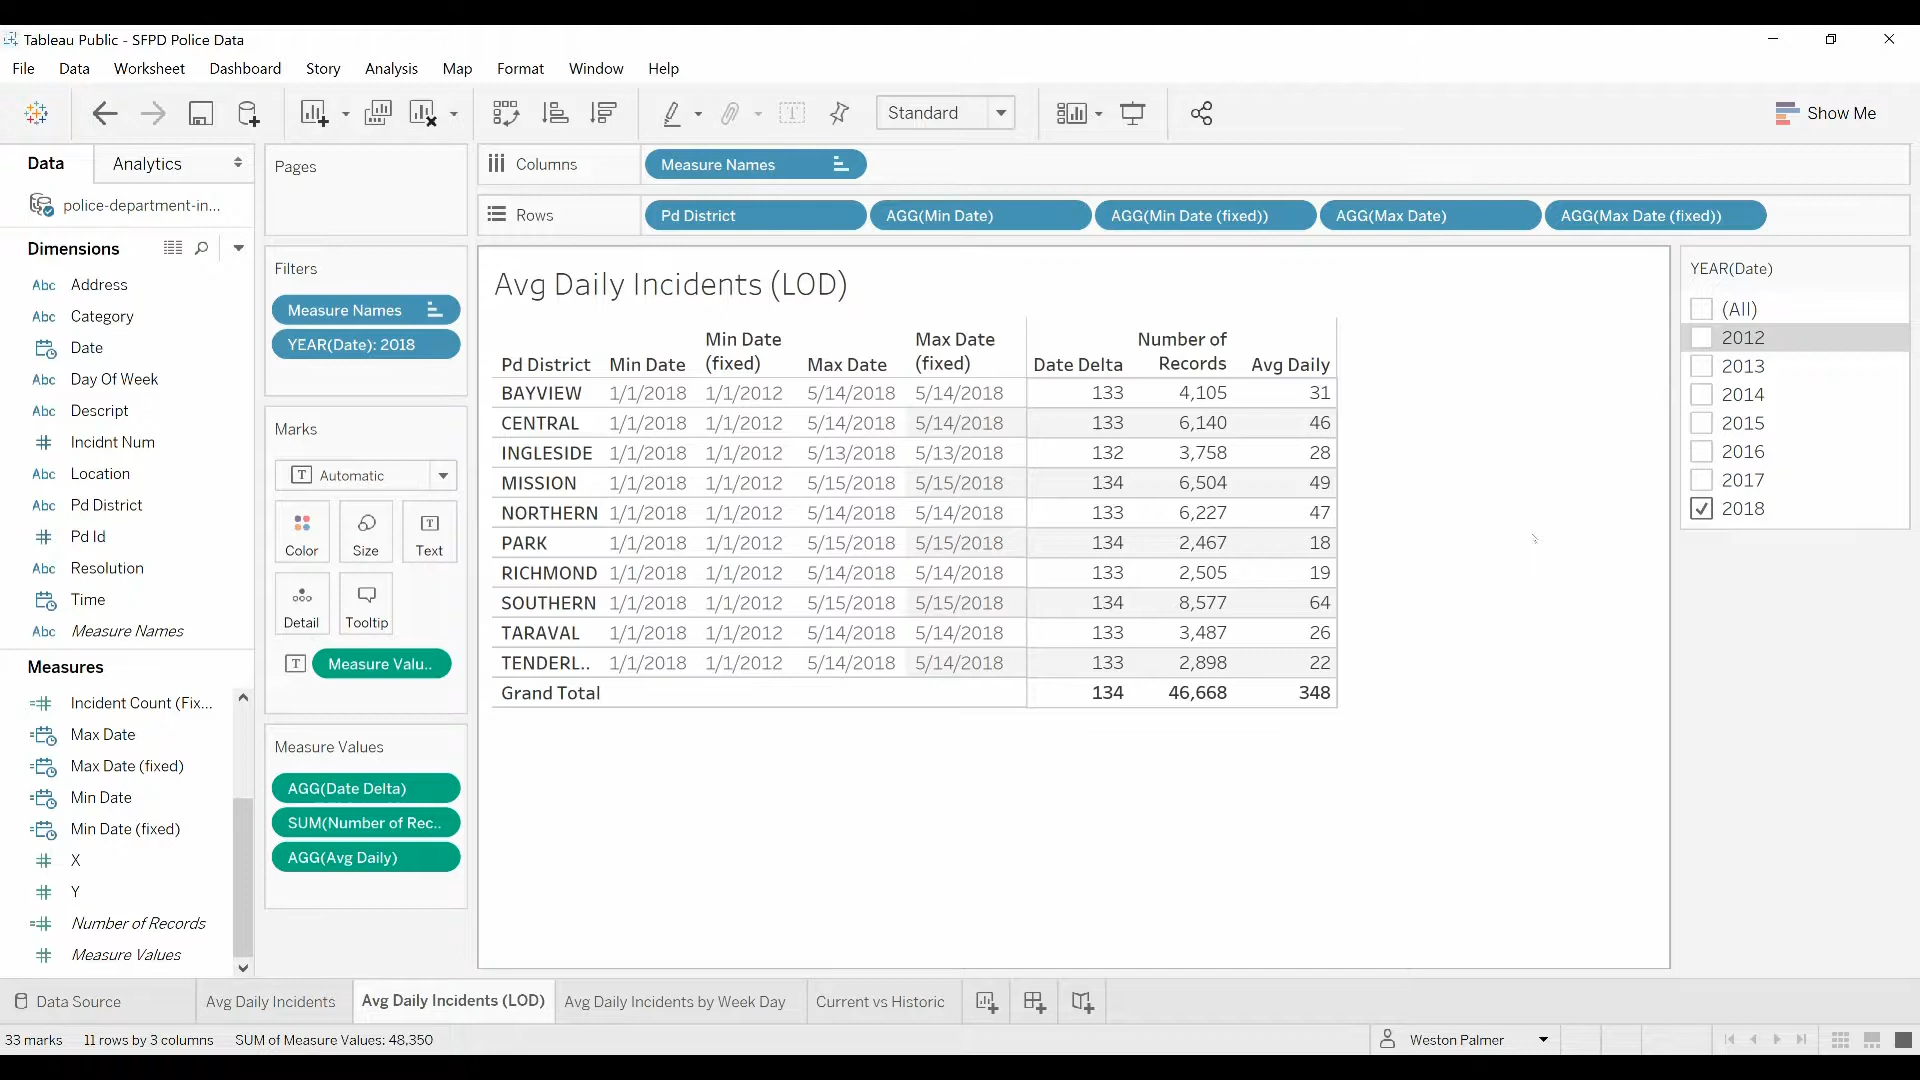 Tableau Public - SFPD Police Data
File Data Worksheet Dashboard Story Analysis Map Format Window Help
Standard
Show Me
Data Analytics
police-department-in...
Dimensions
Abc Address
Abc Category
Date
Abc Day Of Week
Abc Descript
Incidnt Num
Abc Location
Abc Pd District
Pd Id
Abc Resolution
Time
Abc Measure Names
Measures
Incident Count (Fix...
Max Date
Max Date (fixed)
Min Date
Min Date (fixed)
X
Y
Number of Records
Measure Values
Pages
Filters
Measure Names
YEAR(Date): 2018
Marks
Automatic
Color Size Text
Detail Tooltip
Measure Valu..
Measure Values
AGG(Date Delta)
SUM(Number of Rec..
AGG(Avg Daily)
Columns Measure Names
Rows Pd District AGG(Min Date) AGG(Min Date (fixed)) AGG(Max Date) AGG(Max Date (fixed))
Avg Daily Incidents (LOD)
Pd District Min Date Min Date (fixed) Max Date Max Date (fixed) Date Delta Number of Records Avg Daily
BAYVIEW 1/1/2018 1/1/2012 5/14/2018 5/14/2018 133 4,105 31
CENTRAL 1/1/2018 1/1/2012 5/14/2018 5/14/2018 133 6,140 46
INGLESIDE 1/1/2018 1/1/2012 5/13/2018 5/13/2018 132 3,758 28
MISSION 1/1/2018 1/1/2012 5/15/2018 5/15/2018 134 6,504 49
NORTHERN 1/1/2018 1/1/2012 5/14/2018 5/14/2018 133 6,227 47
PARK 1/1/2018 1/1/2012 5/15/2018 5/15/2018 134 2,467 18
RICHMOND 1/1/2018 1/1/2012 5/14/2018 5/14/2018 133 2,505 19
SOUTHERN 1/1/2018 1/1/2012 5/15/2018 5/15/2018 134 8,577 64
TARAVAL 1/1/2018 1/1/2012 5/14/2018 5/14/2018 133 3,487 26
TENDERL.. 1/1/2018 1/1/2012 5/14/2018 5/14/2018 133 2,898 22
Grand Total 134 46,668 348
YEAR(Date)
(All)
2012
2013
2014
2015
2016
2017
2018
Data Source Avg Daily Incidents Avg Daily Incidents (LOD) Avg Daily Incidents by Week Day Current vs Historic
33 marks 11 rows by 3 columns SUM of Measure Values: 48,350 Weston Palmer